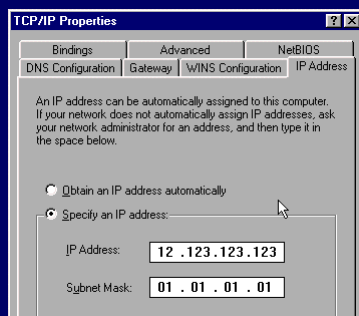 TCP/IP Properties
Bindings Advanced NetBIOS
DNS Configuration Gateway WINS Configuration IP Address
An IP address can be automatically assigned to this computer.
If your network does not automatically assign IP addresses, ask
your network administrator for an address, and then type it in
the space below.
Obtain an IP address automatically
Specify an IP address:
IP Address: 12 .123.123.123
Subnet Mask: 01 . 01 . 01 . 01